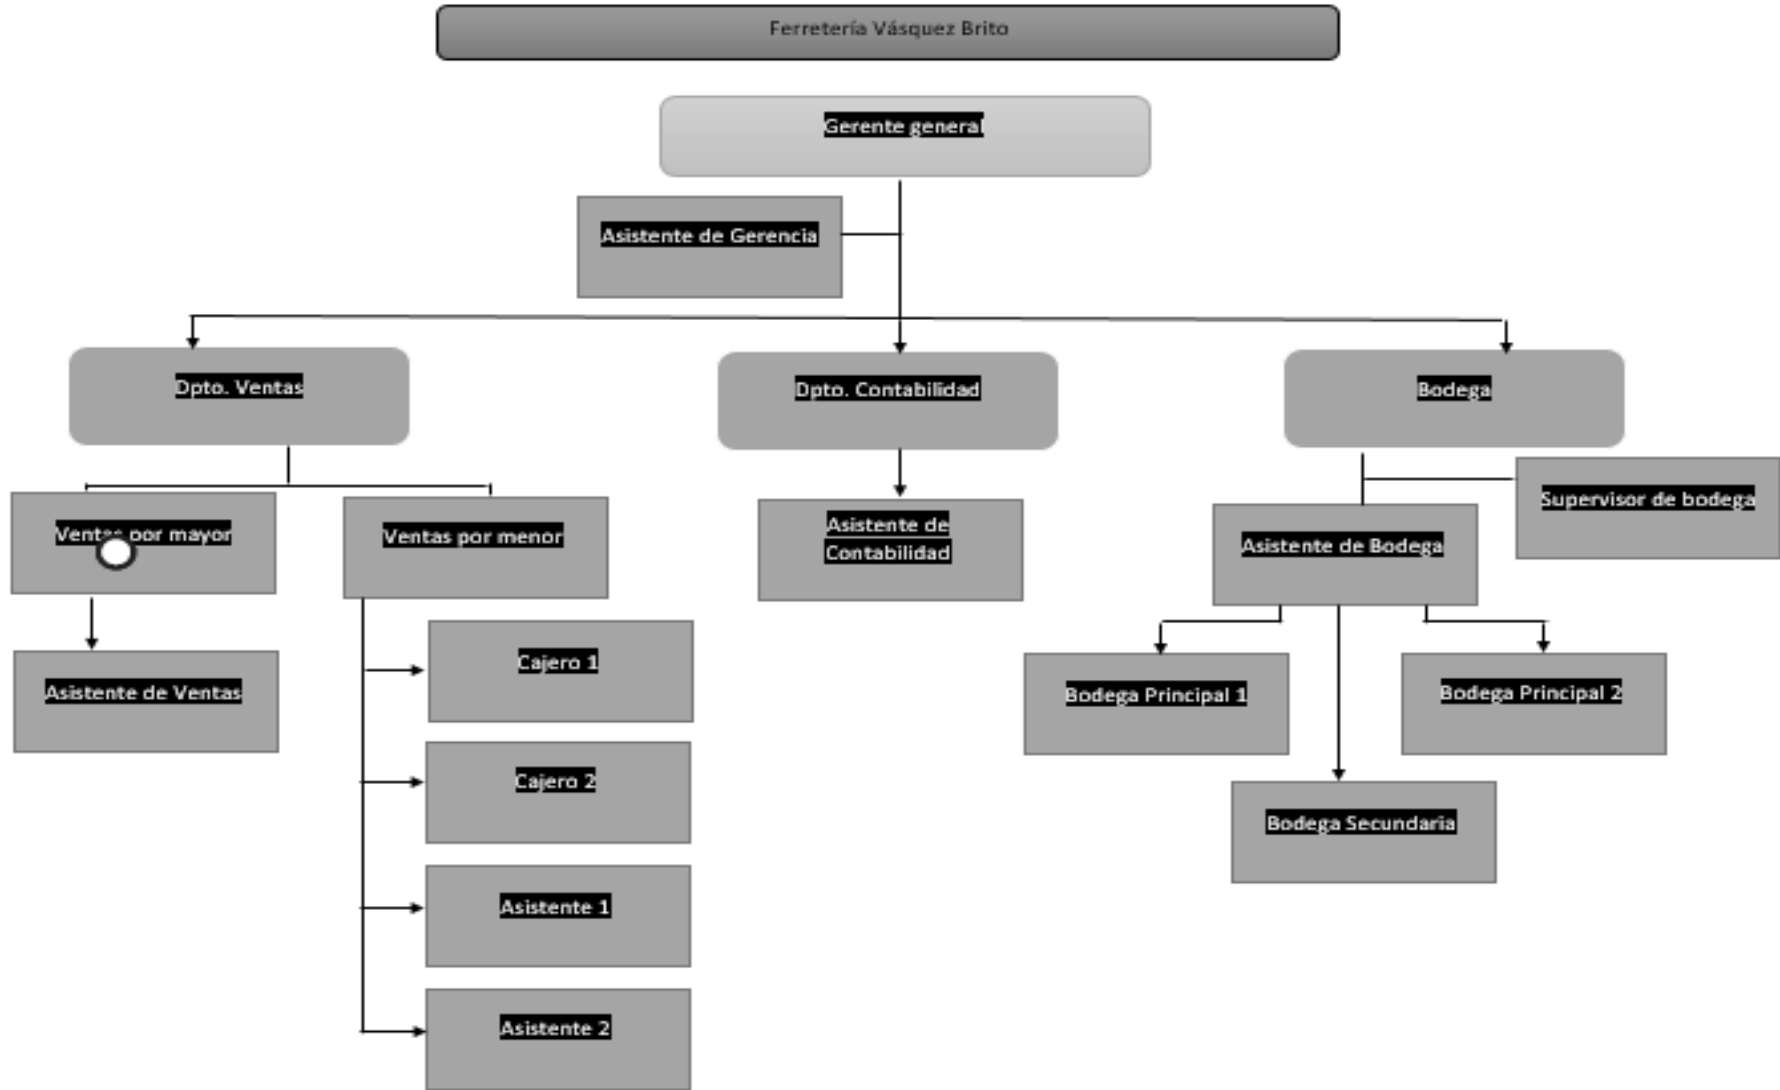 Ferretería Vásquez Brito
Gerente general
Asistente de Gerencia
Dpto. Ventas
Dpto. Contabilidad
Bodega
Ventas por mayor
Ventas por menor
Asistente de
Contabilidad
Supervisor de bodega
Asistente de Bodega
Asistente de Ventas
Cajero 1
Cajero 2
Asistente 1
Asistente 2
Bodega Principal 1
Bodega Principal 2
Bodega Secundaria